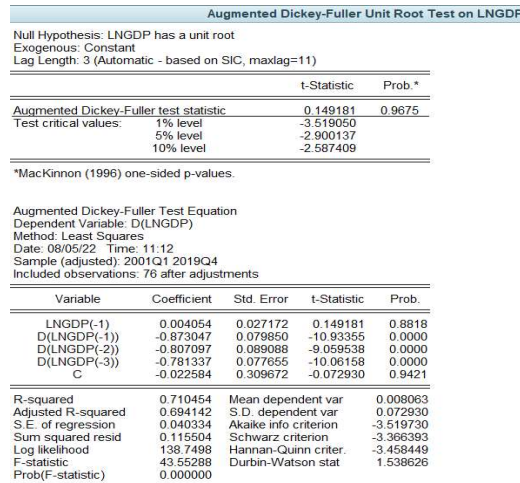 Augmented Dickey-Fuller Unit Root Test on LNGDP
Null Hypothesis: LNGDP has a unit root
Exogenous: Constant
Lag Length: 3 (Automatic - based on SIC, maxlag=11)
t-Statistic Prob.*
Augmented Dickey-Fuller test statistic 0.149181 0.9675
Test critical values: 1% level -3.519050
5% level -2.900137
10% level -2.587409
*MacKinnon (1996) one-sided p-values.
Augmented Dickey-Fuller Test Equation
Dependent Variable: D(LNGDP)
Method: Least Squares
Date: 08/05/22 Time: 11:12
Sample (adjusted): 2001Q1 2019Q4
Included observations: 76 after adjustments
Variable Coefficient Std. Error t-Statistic Prob.
LNGDP(-1) 0.004054 0.027172 0.149181 0.8818
D(LNGDP(-1)) -0.873047 0.079850 -10.93355 0.0000
D(LNGDP(-2)) -0.807097 0.089088 -9.059538 0.0000
D(LNGDP(-3)) -0.781337 0.077655 -10.06158 0.0000
C -0.022584 0.309672 -0.072930 0.9421
R-squared 0.710454 Mean dependent var 0.008063
Adjusted R-squared 0.694142 S.D. dependent var 0.072930
S.E. of regression 0.040334 Akaike info criterion -3.519730
Sum squared resid 0.115504 Schwarz criterion -3.366393
Log likelihood 138.7498 Hannan-Quinn criter. -3.458449
F-statistic 43.55288 Durbin-Watson stat 1.538626
Prob(F-statistic) 0.000000